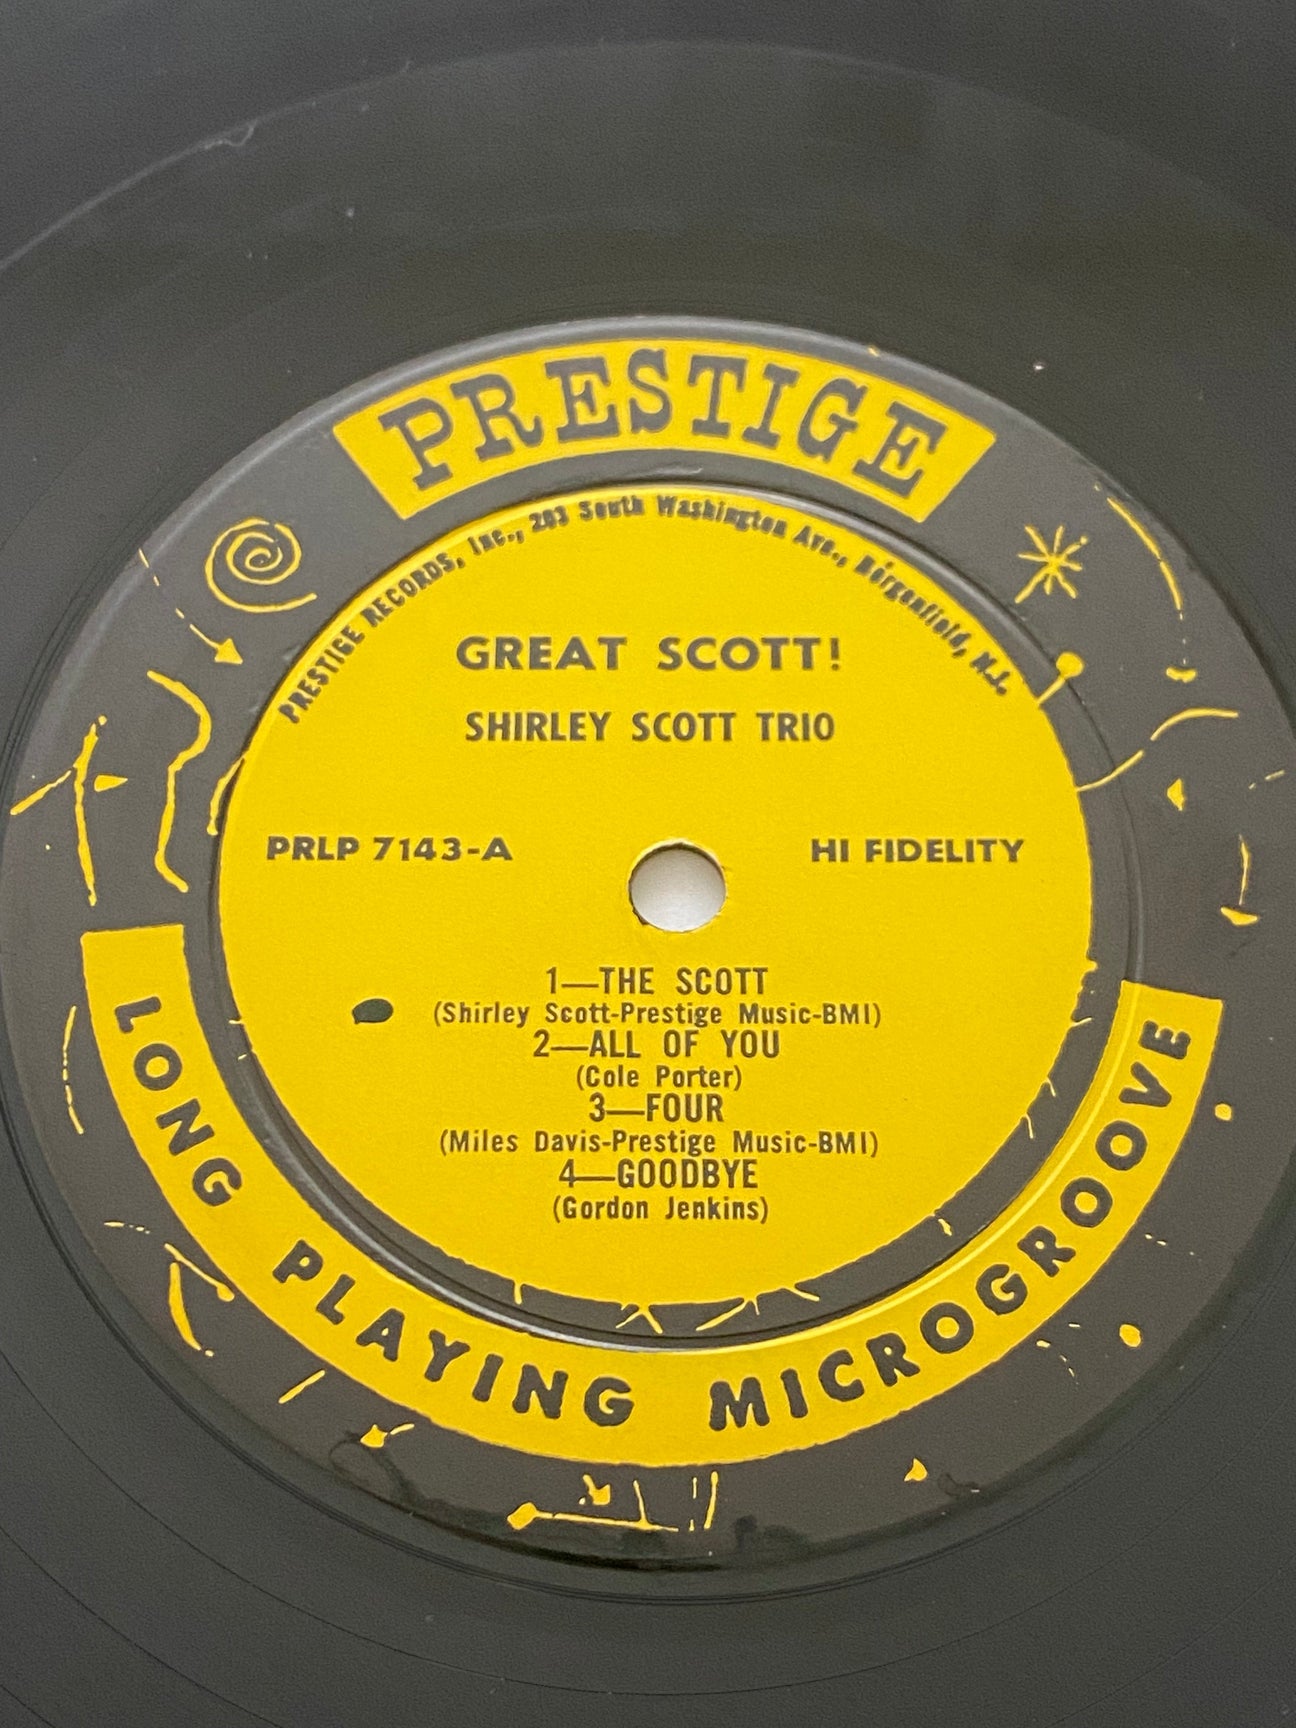 PRESTIGE
PRESTIGE RECORDS, Inc., 203 South Washington Ave., Bergenfield, N.J.
GREAT SCOTT!
SHIRLEY SCOTT TRIO
PRLP 7143-A
HI FIDELITY
1—THE SCOTT
(Shirley Scott-Prestige Music-BMI)
2—ALL OF YOU
(Cole Porter)
3—FOUR
(Miles Davis-Prestige Music-BMI)
4—GOODBYE
(Gordon Jenkins)
LONG PLAYING MICROGROOVE